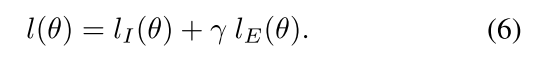 l(θ) = l_I(θ) + γ l_E(θ). (6)